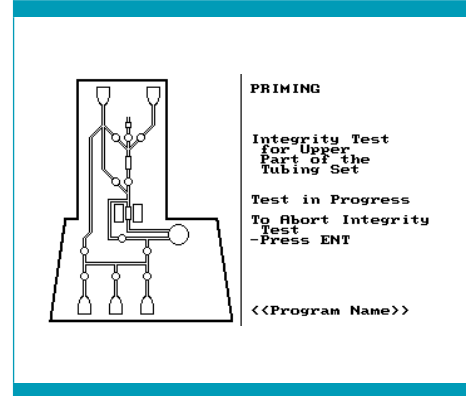 PRIMING
Integrity Test
for Upper
Part of the
Tubing Set
Test in Progress
To Abort Integrity
Test
-Press ENT
<<Program Name>>